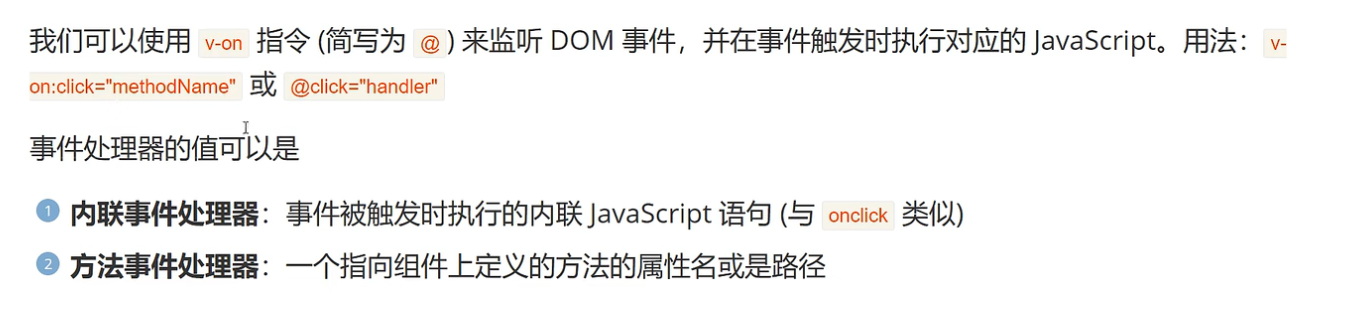 我们可以使用 v-on 指令 (简写为 @ ) 来监听 DOM 事件，并在事件触发时执行对应的 JavaScript。用法： v-
on:click="methodName" 或 @click="handler"
事件处理器的值可以是
1 内联事件处理器：事件被触发时执行的内联 JavaScript 语句 (与 onclick 类似)
2 方法事件处理器：一个指向组件上定义的方法的属性名或是路径